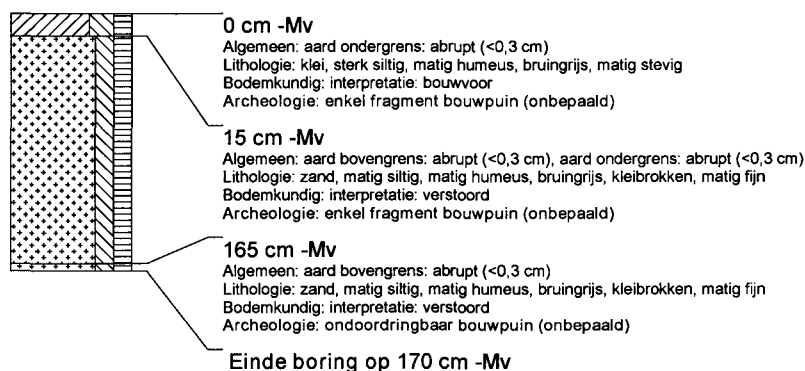 0 cm -Mv
Algemeen: aard ondergrens: abrupt (<0,3 cm)
Lithologie: klei, sterk siltig, matig humeus, bruingrijs, matig stevig
Bodemkundig: interpretatie: bouwvoor
Archeologie: enkel fragment bouwpuin (onbepaald)
15 cm -Mv
Algemeen: aard bovengrens: abrupt (<0,3 cm), aard ondergrens: abrupt (<0,3 cm)
Lithologie: zand, matig siltig, matig humeus, bruingrijs, kleibrokken, matig fijn
Bodemkundig: interpretatie: verstoord
Archeologie: enkel fragment bouwpuin (onbepaald)
165 cm -Mv
Algemeen: aard bovengrens: abrupt (<0,3 cm)
Lithologie: zand, matig siltig, matig humeus, bruingrijs, kleibrokken, matig fijn
Bodemkundig: interpretatie: verstoord
Archeologie: ondoordringbaar bouwpuin (onbepaald)
Einde boring op 170 cm -Mv